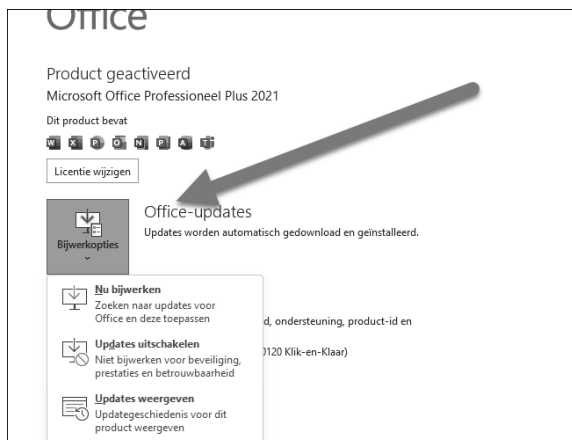 Office
Product geactiveerd
Microsoft Office Professioneel Plus 2021
Dit product bevat
Licentie wijzigen
Bijwerkopties
Office-updates
Updates worden automatisch gedownload en geïnstalleerd.
Nu bijwerken
Zoeken naar updates voor
Office en deze toepassen
d, ondersteuning, product-id en
Updates uitschakelen
Niet bijwerken voor beveiliging,
prestaties en betrouwbaarheid
0120 Klik-en-Klaar)
Updates weergeven
Updategeschiedenis voor dit
product weergeven